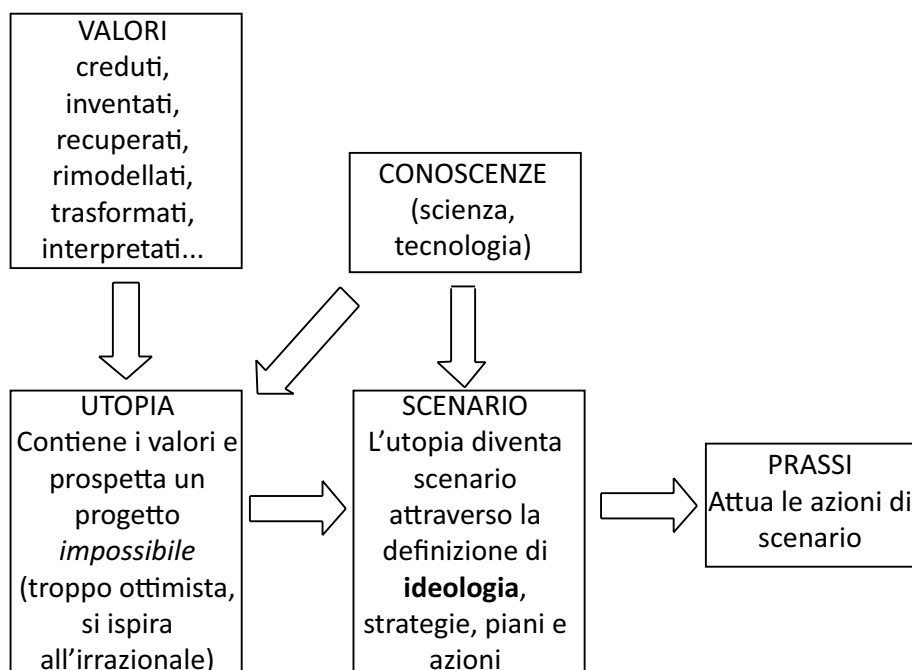 VALORI
creduti,
inventati,
recuperati,
rimodellati,
trasformati,
interpretati...
CONOSCENZE
(scienza,
tecnologia)
UTOPIA
Contiene i valori e
prospetta un
progetto
impossibile
(troppo ottimista,
si ispira
all’irrazionale)
SCENARIO
L’utopia diventa
scenario
attraverso la
definizione di
ideologia,
strategie, piani e
azioni
PRASSI
Attua le azioni di
scenario